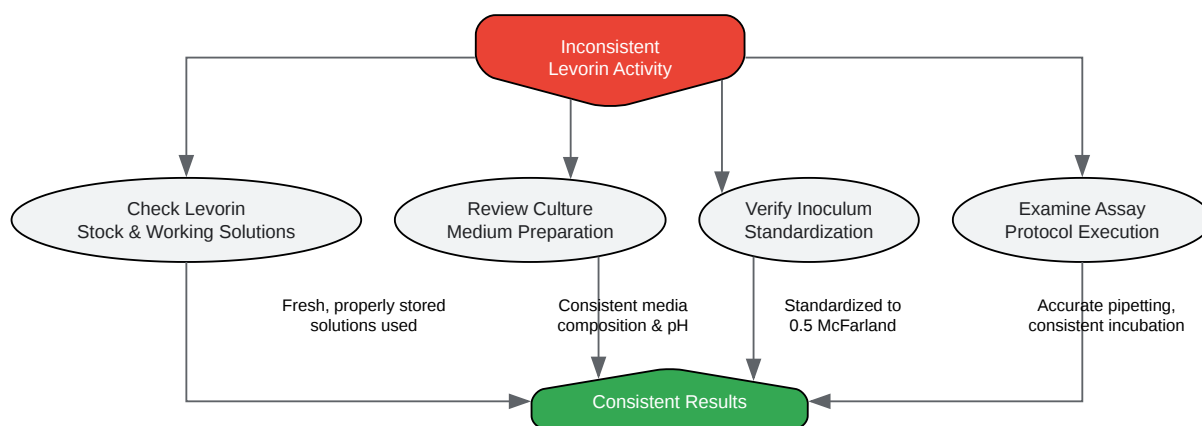 Inconsistent
Levorin Activity
Check Levorin
Stock & Working Solutions
Review Culture
Medium Preparation
Verify Inoculum
Standardization
Examine Assay
Protocol Execution
Fresh, properly stored
solutions used
Consistent media
composition & pH
Standardized to
0.5 McFarland
Accurate pipetting,
consistent incubation
Consistent Results